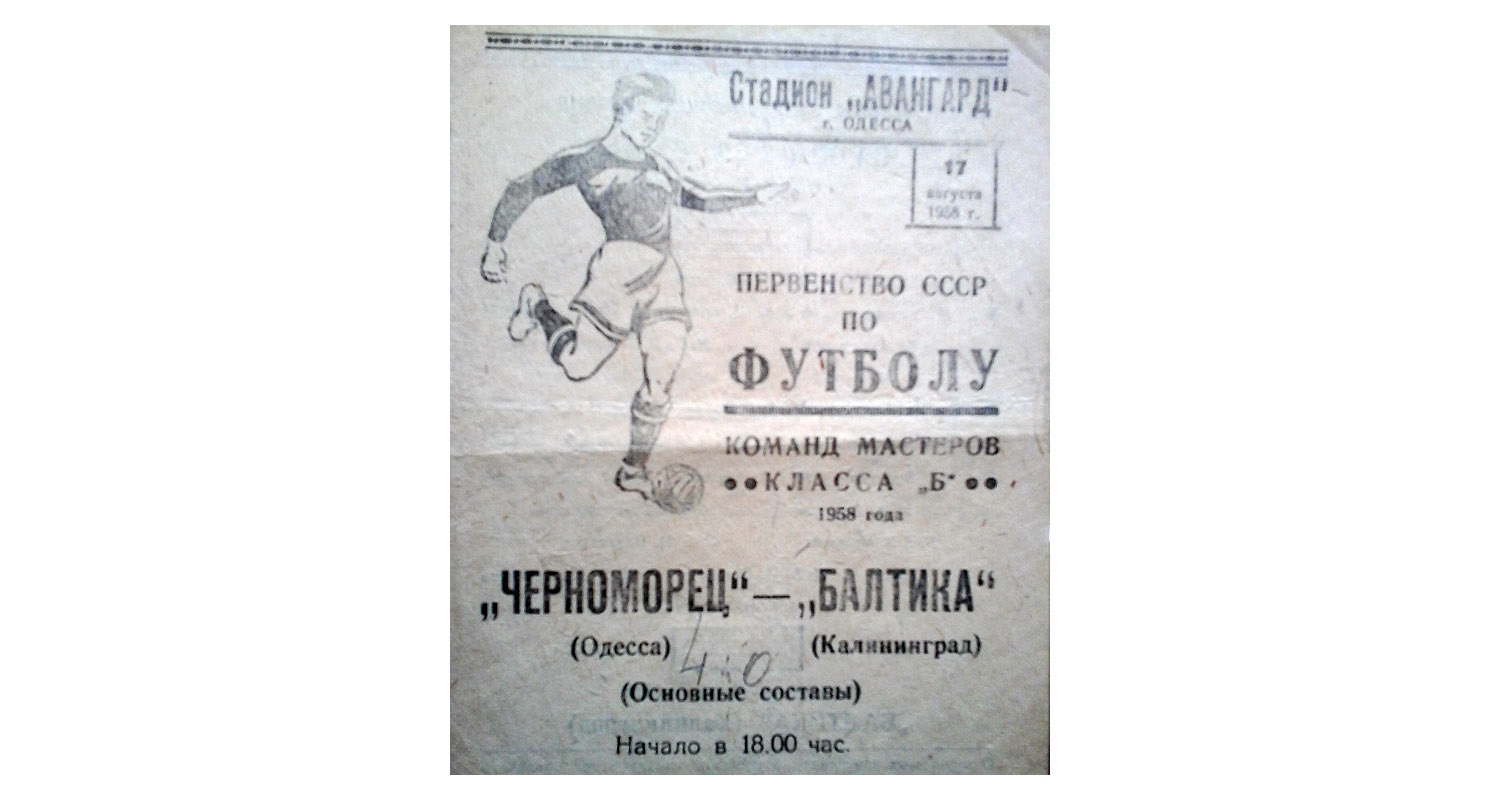 Стадион „АВАНГАРД“
г. ОДЕССА
17
августа
1958 г.
ПЕРВЕНСТВО СССР
ПО
ФУТБОЛУ
КОМАНД МАСТЕРОВ
КЛАССА „Б“
1958 года
„ЧЕРНОМОРЕЦ“ — „БАЛТИКА“
(Одесса) (Калининград)
4:0
(Основные составы)
Начало в 18.00 час.